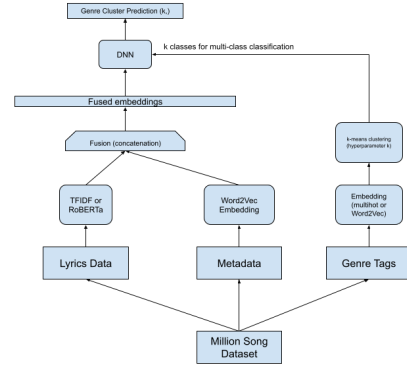 Genre Cluster Prediction (k,)
DNN
k classes for multi-class classification
Fused embeddings
Fusion (concatenation)
k-means clustering
(hyperparameter k)
TFIDF or
RoBERTa
Word2Vec
Embedding
Embedding
(multihot or
Word2Vec)
Lyrics Data
Metadata
Genre Tags
Million Song
Dataset